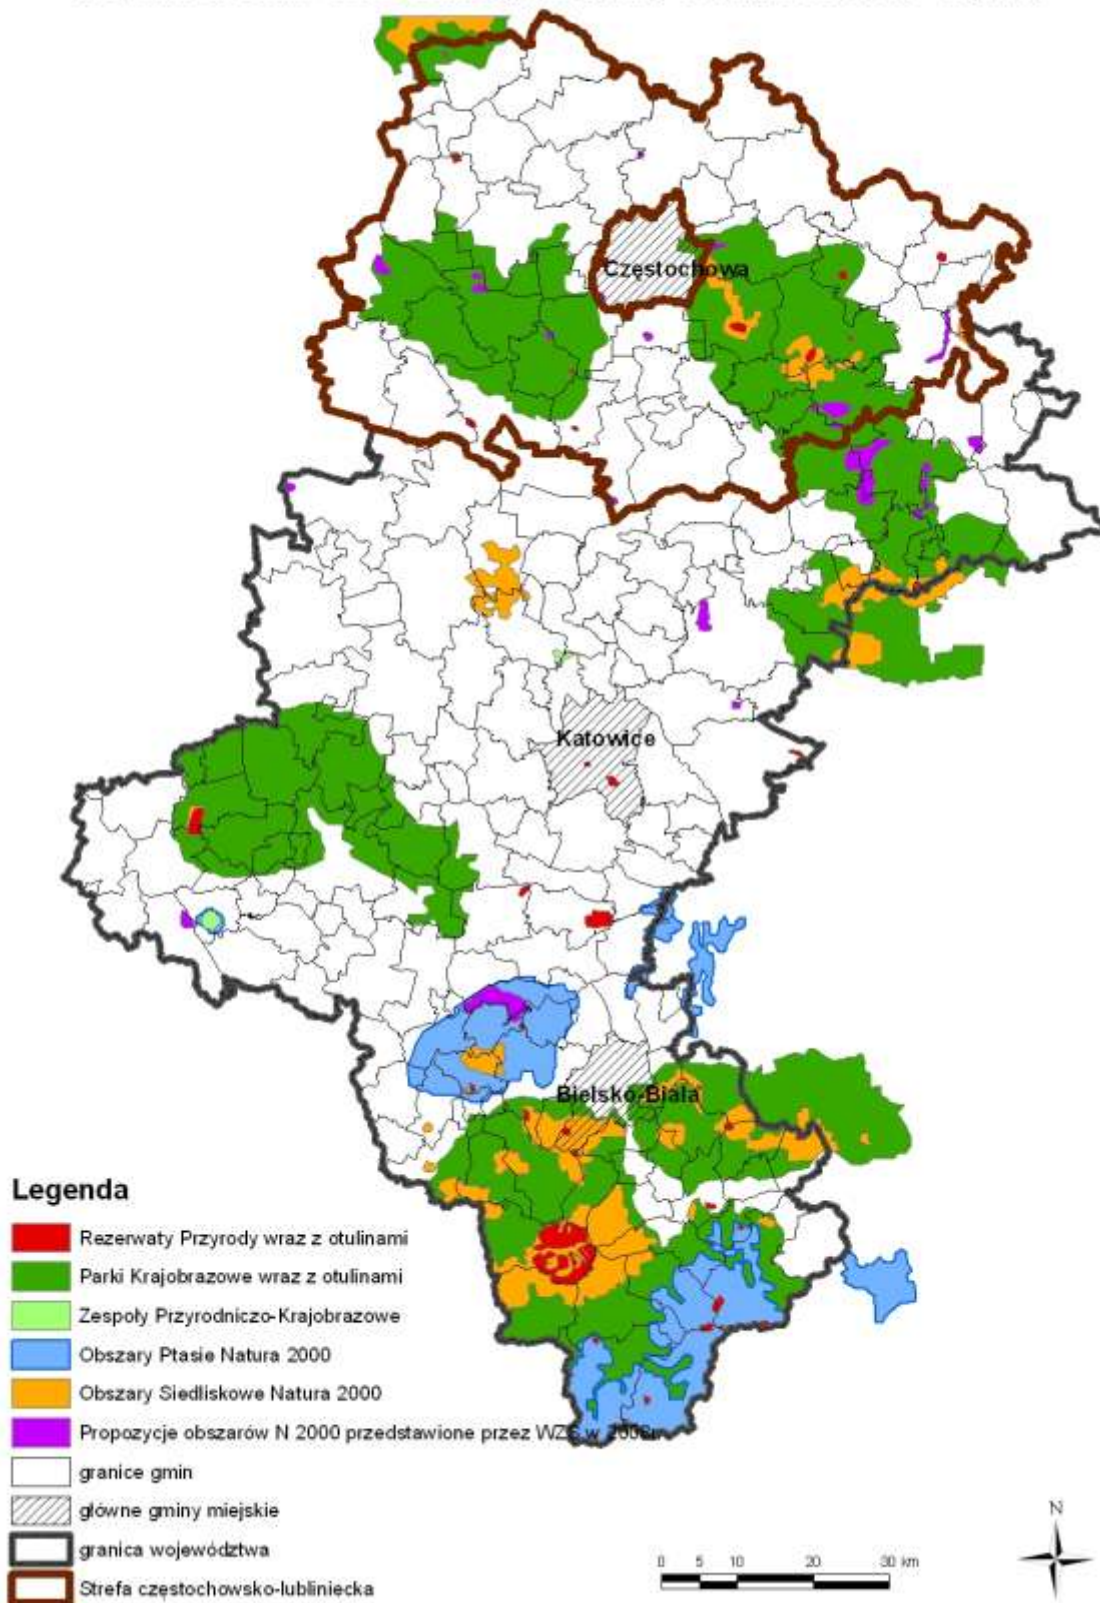 Częstochowa
Katowice
Bielsko-Biala
Legenda
Rezerwaty Przyrody wraz z otulinami
Parki Krajobrazowe wraz z otulinami
Zespoły Przyrodniczo-Krajobrazowe
Obszary Ptasie Natura 2000
Obszary Siedliskowe Natura 2000
Propozycje obszarów N 2000 przedstawione przez WZS w
granice gmin
główne gminy miejskie
granica województwa
Strefa częstochowsko-lubliniecka
N
0 5 10 20 30 km